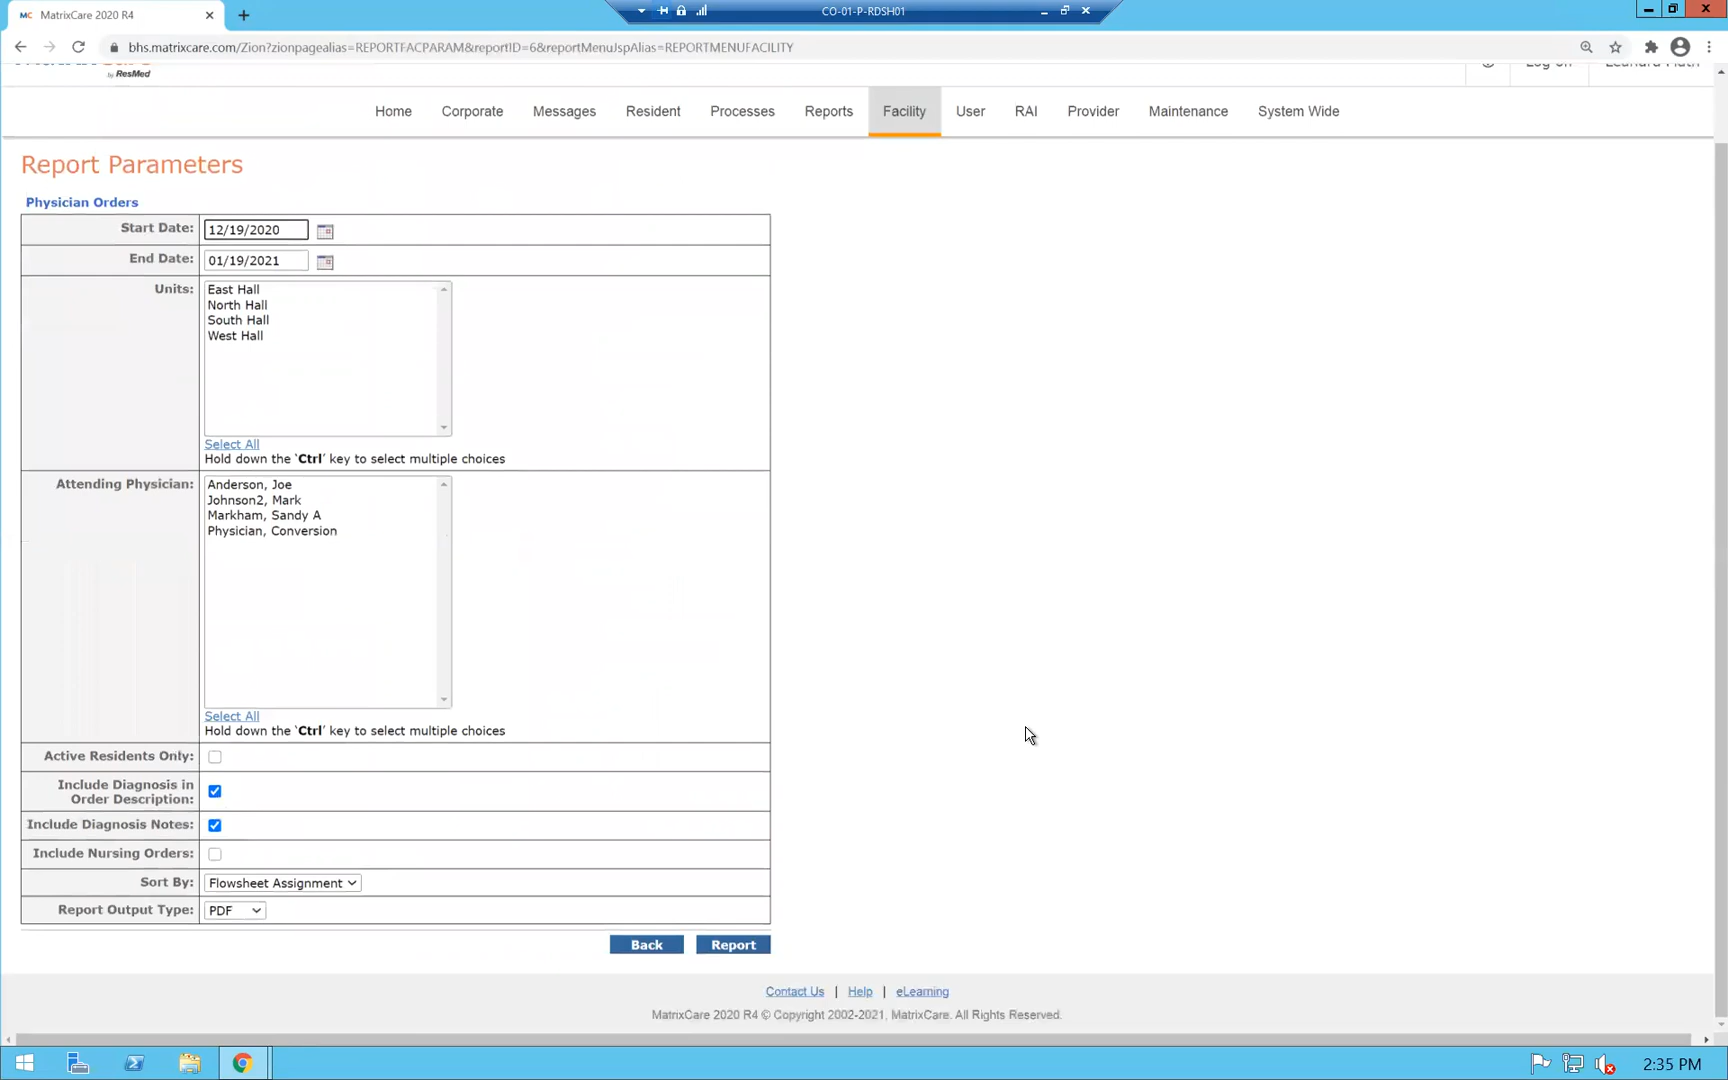 MatrixCare 2020 R4
CO-01-P-RDSH01
bhs.matrixcare.com/Zion?zionpagealias=REPORTFACPARAM&reportID=6&reportMenuJspAlias=REPORTMENUFACILITY
by ResMed
Home Corporate Messages Resident Processes Reports Facility User RAI Provider Maintenance System Wide
Report Parameters
Physician Orders
Start Date: 12/19/2020
End Date: 01/19/2021
Units: East Hall
North Hall
South Hall
West Hall
Select All
Hold down the `Ctrl´ key to select multiple choices
Attending Physician: Anderson, Joe
Johnson2, Mark
Markham, Sandy A
Physician, Conversion
Select All
Hold down the `Ctrl´ key to select multiple choices
Active Residents Only:
Include Diagnosis in
Order Description:
Include Diagnosis Notes:
Include Nursing Orders:
Sort By: Flowsheet Assignment
Report Output Type: PDF
Back Report
Contact Us | Help | eLearning
MatrixCare 2020 R4 © Copyright 2002-2021, MatrixCare. All Rights Reserved.
2:35 PM